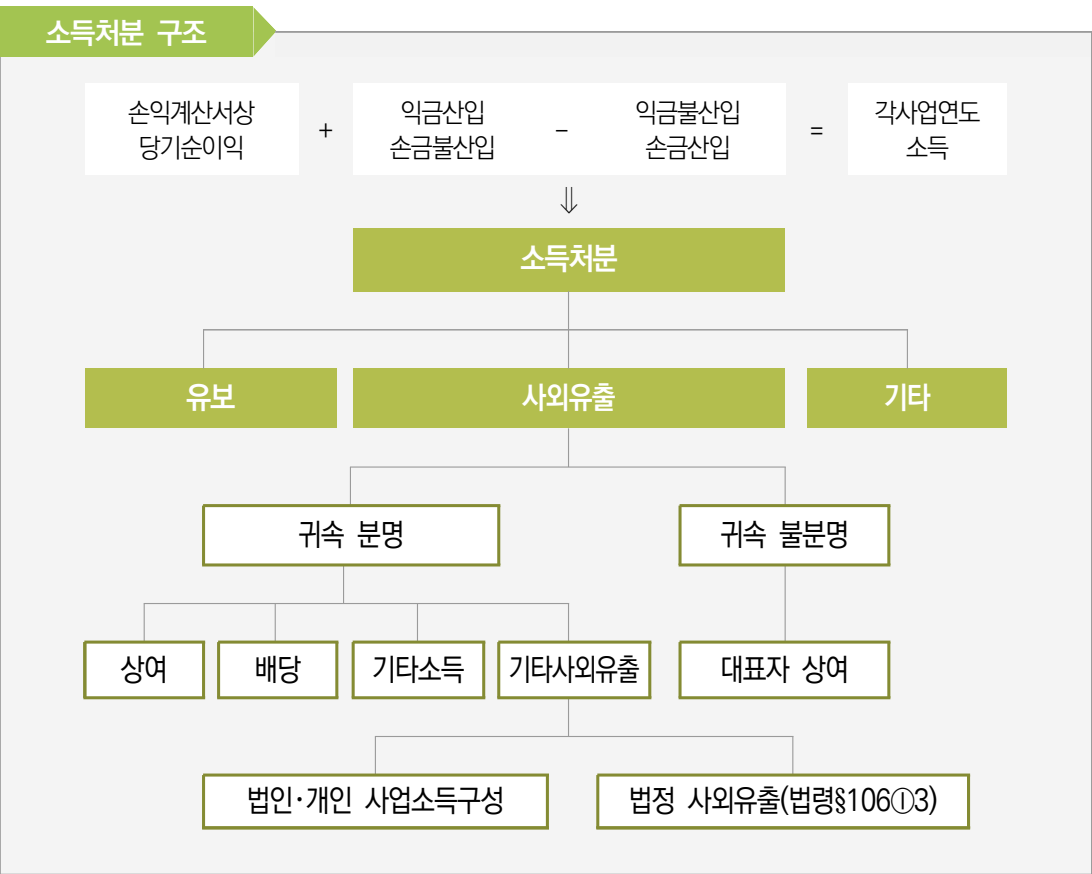 소득처분 구조
손익계산서상
당기순이익
+
익금산입
손금불산입
-
익금불산입
손금산입
=
각사업연도
소득
⇓
소득처분
유보
사외유출
기타
귀속 분명
귀속 불분명
상여
배당
기타소득
기타사외유출
대표자 상여
법인·개인 사업소득구성
법정 사외유출(법령§106①3)